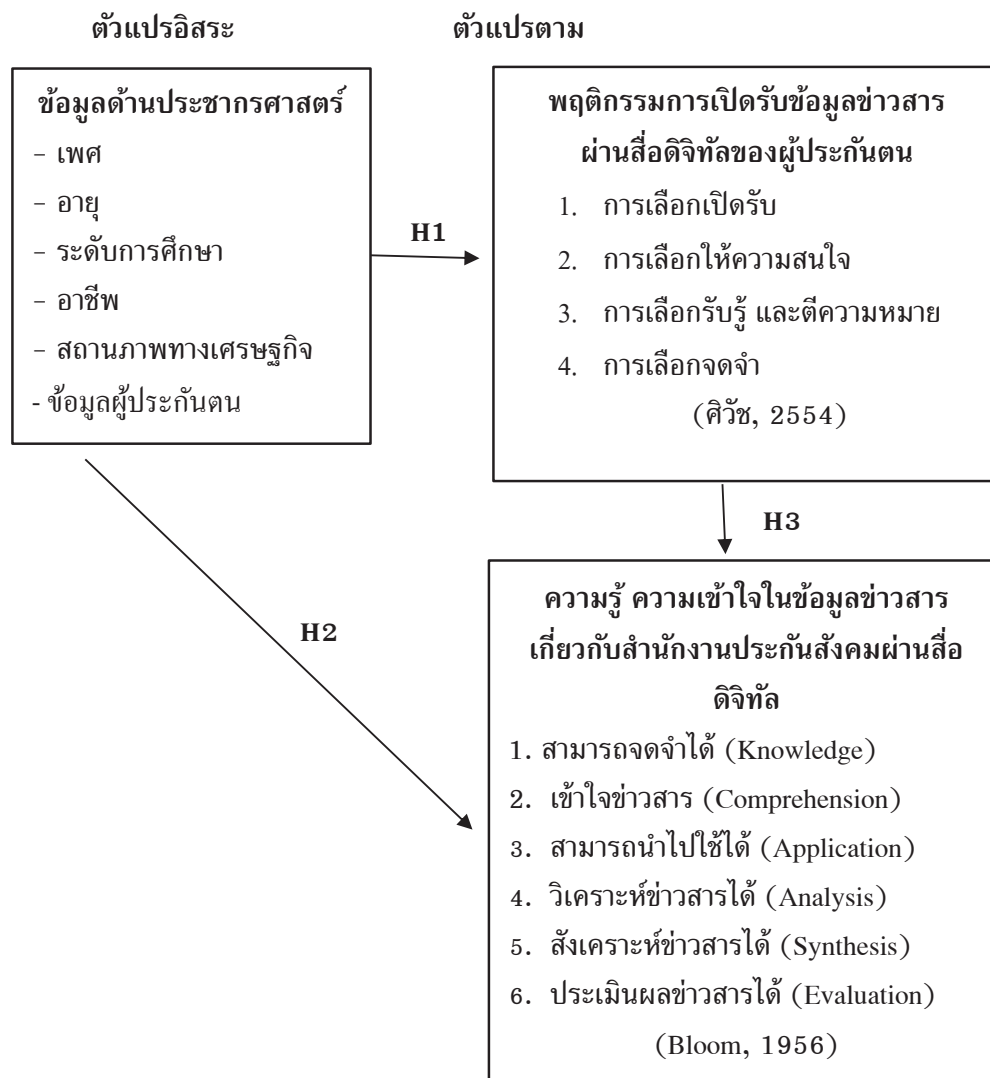 ตัวแปรอิสระ
ตัวแปรตาม
ข้อมูลด้านประชากรศาสตร์
- เพศ
- อายุ
- ระดับการศึกษา
- อาชีพ
- สถานภาพทางเศรษฐกิจ
- ข้อมูลผู้ประกันตน
H1
พฤติกรรมการเปิดรับข้อมูลข่าวสาร
ผ่านสื่อดิจิทัลของผู้ประกันตน
1. การเลือกเปิดรับ
2. การเลือกให้ความสนใจ
3. การเลือกรับรู้ และตีความหมาย
4. การเลือกจดจำ
(ศิวัช, 2554)
H3
H2
ความรู้ ความเข้าใจในข้อมูลข่าวสาร
เกี่ยวกับสำนักงานประกันสังคมผ่านสื่อ
ดิจิทัล
1. สามารถจดจำได้ (Knowledge)
2. เข้าใจข่าวสาร (Comprehension)
3. สามารถนำไปใช้ได้ (Application)
4. วิเคราะห์ข่าวสารได้ (Analysis)
5. สังเคราะห์ข่าวสารได้ (Synthesis)
6. ประเมินผลข่าวสารได้ (Evaluation)
(Bloom, 1956)